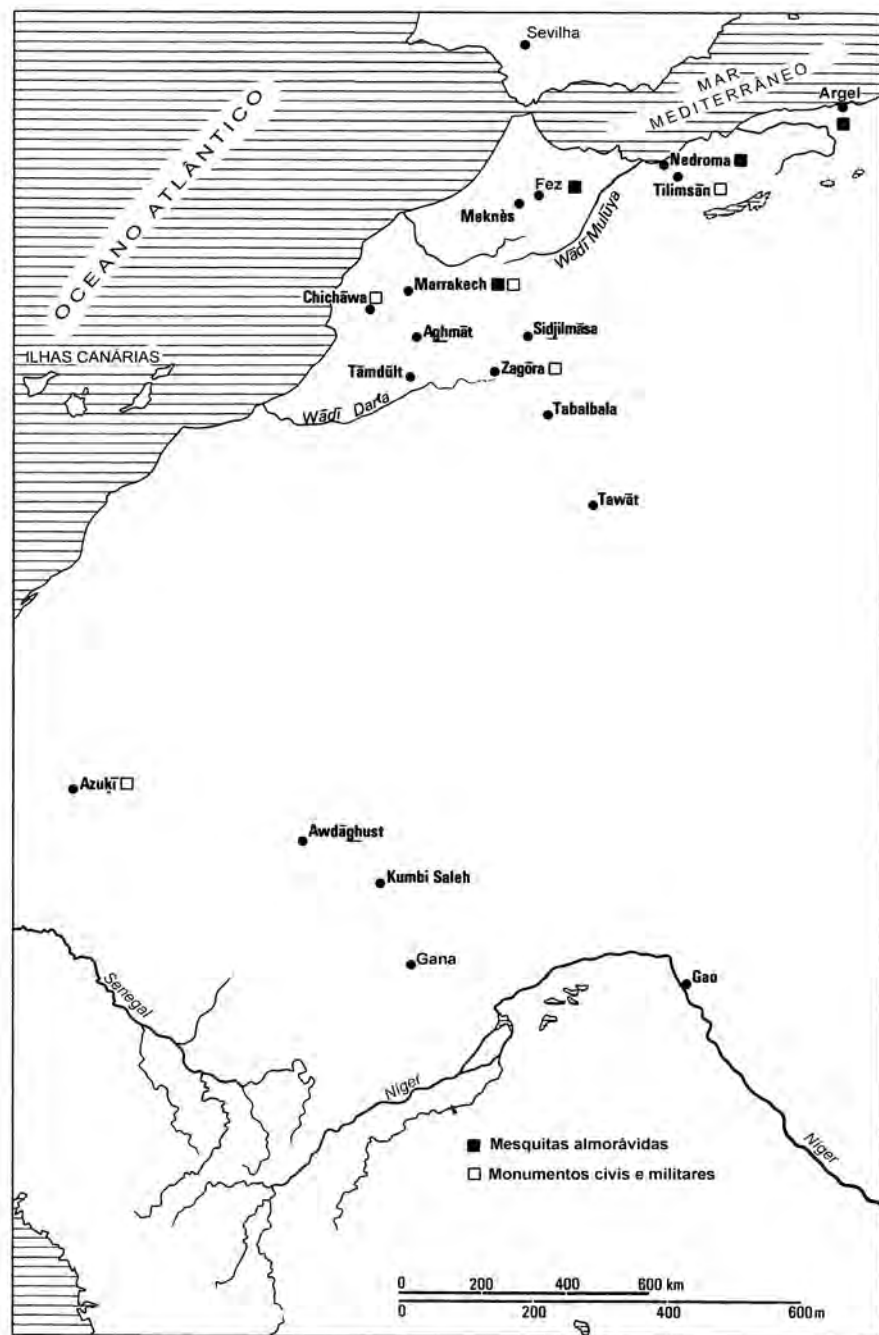 Sevilha
MAR
MEDITERRÂNEO
Argel
OCEANO ATLÂNTICO
Nedroma
Fez
Tilimsān
Meknès
Wādī Mulūya
Marrakech
Chichāwa
Aghmāt
Sidjilmāsa
ILHAS CANÁRIAS
Tāmdūlt
Zagōra
Wādī Darʿa
Tabalbala
Tawāt
Azuḳī
Awdāghust
Kumbi Saleh
Gana
Gao
Senegal
Níger
Níger
Mesquitas almorávidas
Monumentos civis e militares
0 200 400 600 km
0 200 400 600 m